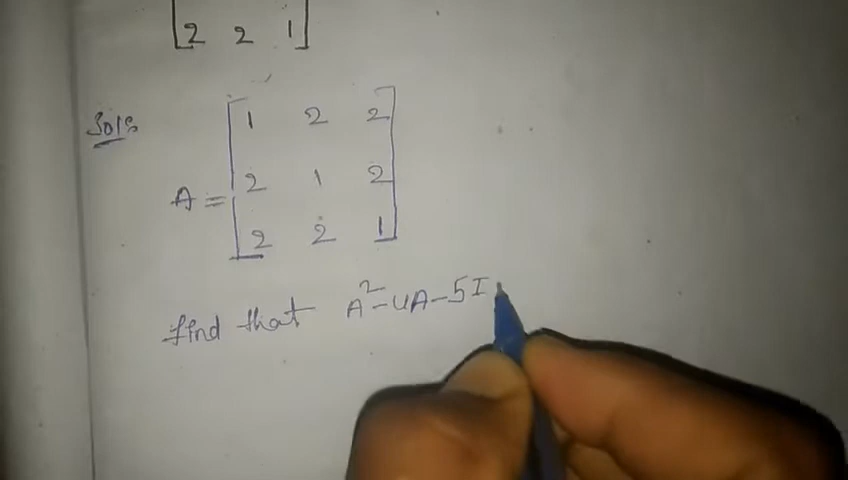 2 2 1
Sol:
1 2 2
A = 2 1 2
2 2 1
find that A²-4A-5I